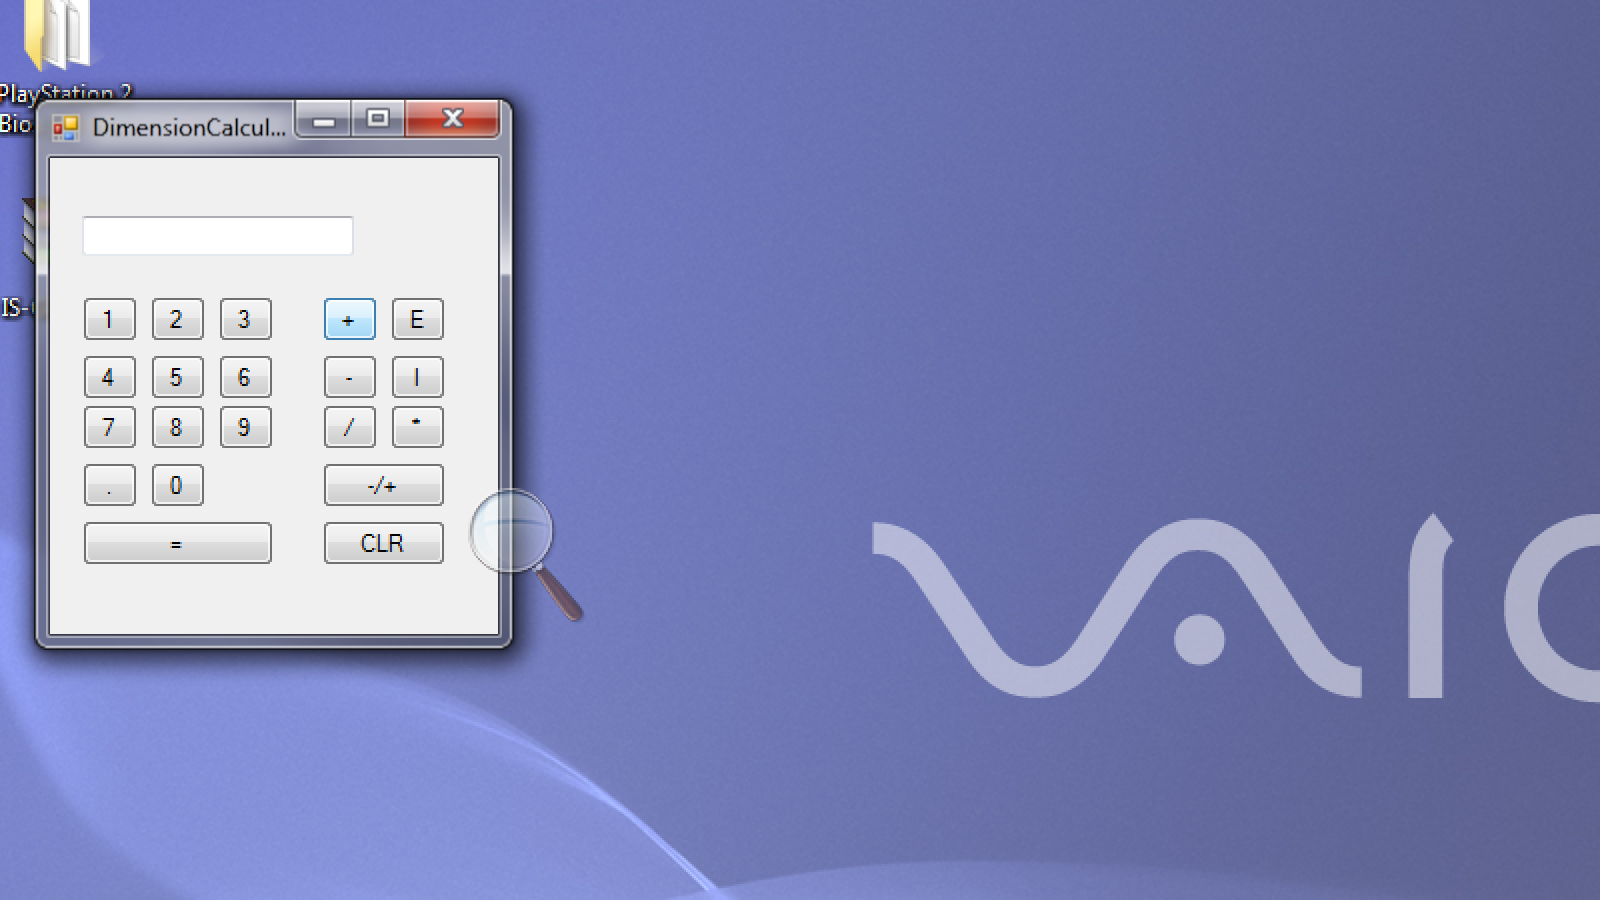 PlayStation 2
Bio
DimensionCalcul...
IS-
1 2 3 + E
4 5 6 - I
7 8 9 / *
. 0 -/+
= CLR
VAIO